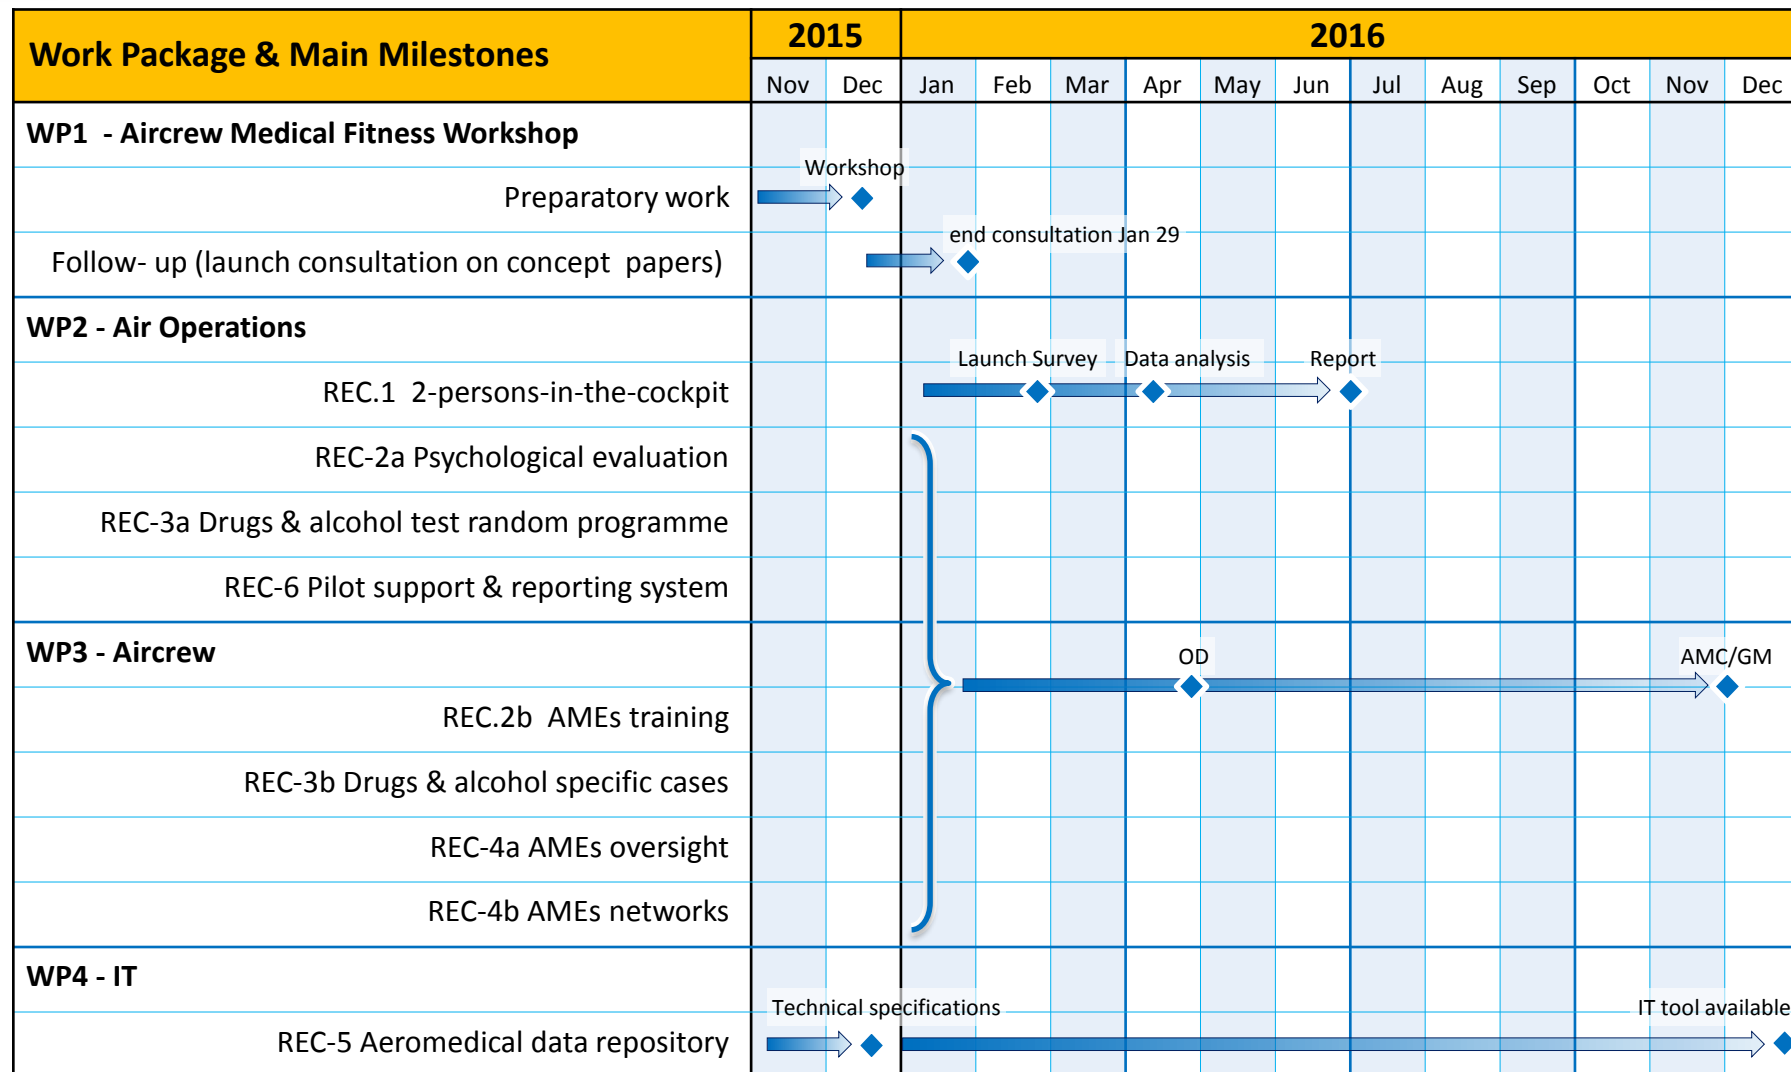 Work Package & Main Milestones
2015
2016
Nov
Dec
Jan
Feb
Mar
Apr
May
Jun
Jul
Aug
Sep
Oct
Nov
Dec
WP1 - Aircrew Medical Fitness Workshop
Workshop
Preparatory work
end consultation Jan 29
Follow- up (launch consultation on concept papers)
WP2 - Air Operations
Launch Survey
Data analysis
Report
REC.1 2-persons-in-the-cockpit
REC-2a Psychological evaluation
REC-3a Drugs & alcohol test random programme
REC-6 Pilot support & reporting system
WP3 - Aircrew
OD
AMC/GM
REC.2b AMEs training
REC-3b Drugs & alcohol specific cases
REC-4a AMEs oversight
REC-4b AMEs networks
WP4 - IT
Technical specifications
IT tool available
REC-5 Aeromedical data repository